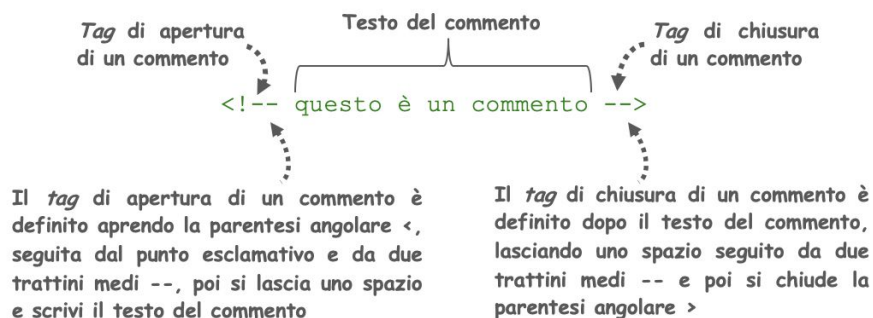 Tag di apertura
di un commento
Testo del commento
Tag di chiusura
di un commento
<!-- questo è un commento -->
Il tag di apertura di un commento è
definito aprendo la parentesi angolare <,
seguita dal punto esclamativo e da due
trattini medi --, poi si lascia uno spazio
e scrivi il testo del commento
Il tag di chiusura di un commento è
definito dopo il testo del commento,
lasciando uno spazio seguito da due
trattini medi -- e poi si chiude la
parentesi angolare >